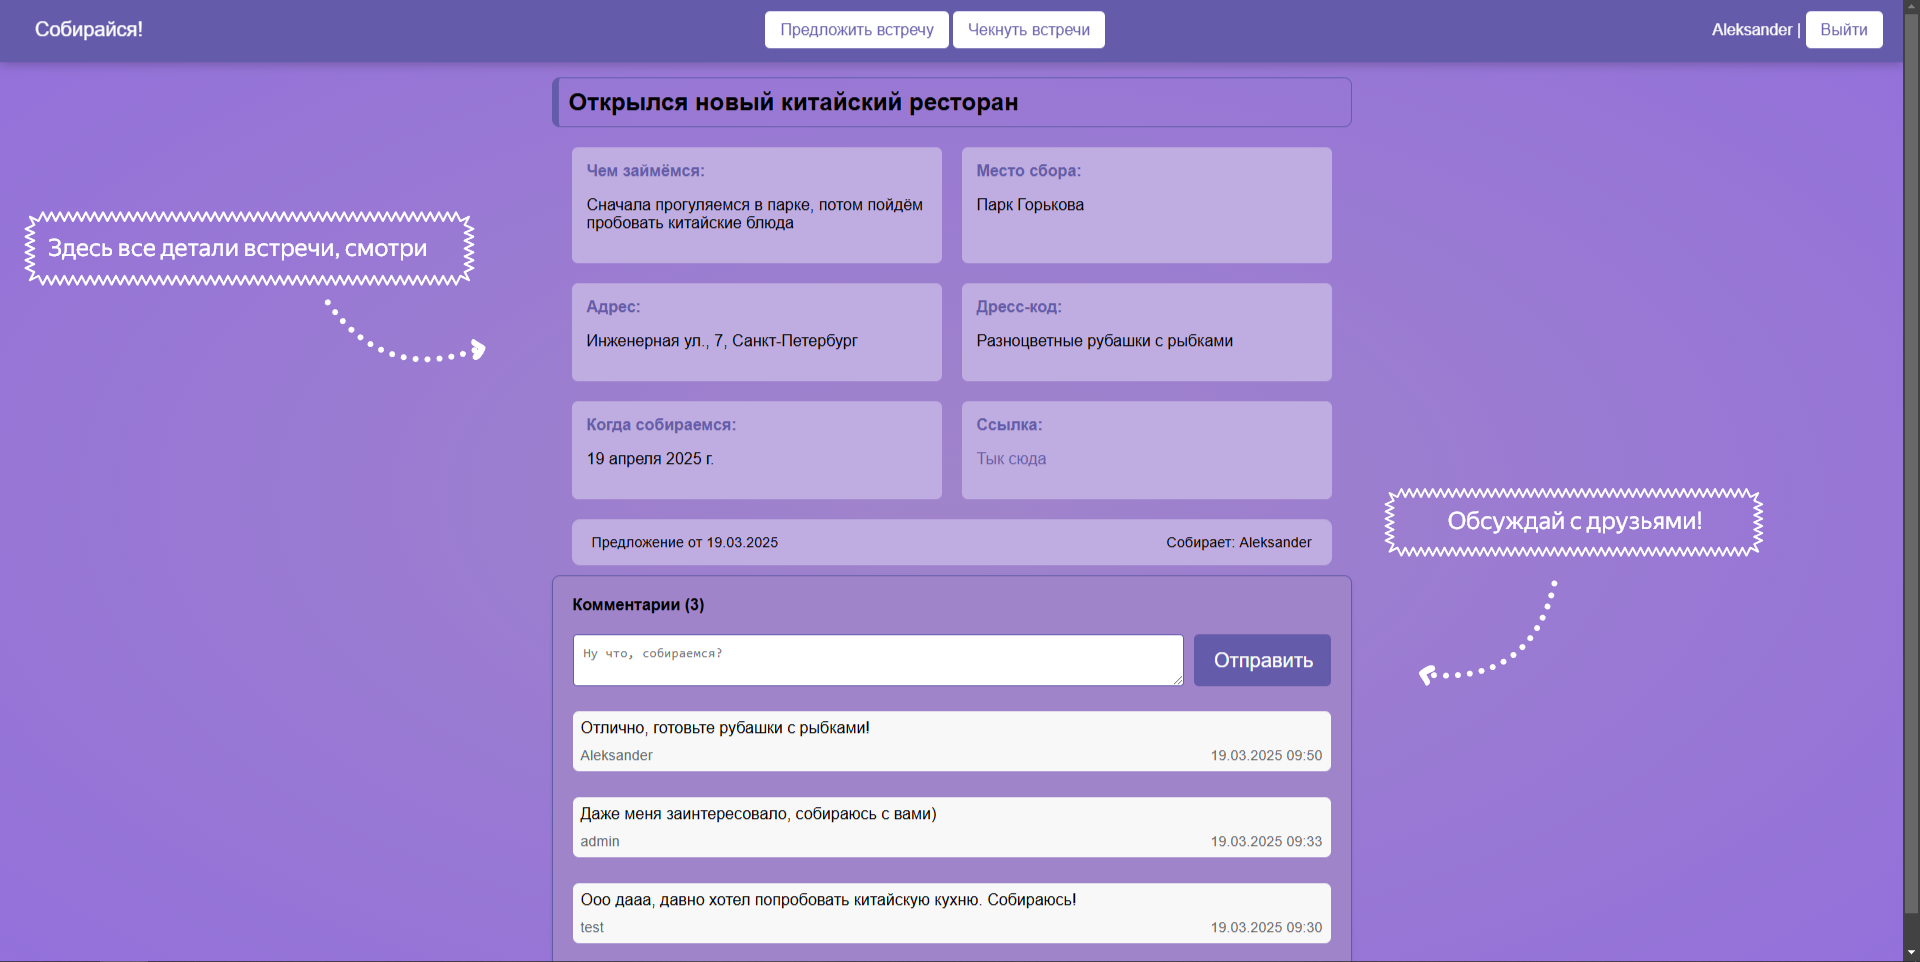 Собирайся!
Предложить встречу
Чекнуть встречи
Aleksander |
Выйти
Открылся новый китайский ресторан
Чем займёмся:
Сначала прогуляемся в парке, потом пойдём
пробовать китайские блюда
Место сбора:
Парк Горькова
Здесь все детали встречи, смотри
Адрес:
Инженерная ул., 7, Санкт-Петербург
Дресс-код:
Разноцветные рубашки с рыбками
Когда собираемся:
19 апреля 2025 г.
Ссылка:
Тык сюда
Обсуждай с друзьями!
Предложение от 19.03.2025
Собирает: Aleksander
Комментарии (3)
Ну что, собираемся?
Отправить
Отлично, готовьте рубашки с рыбками!
Aleksander
19.03.2025 09:50
Даже меня заинтересовало, собираюсь с вами)
admin
19.03.2025 09:33
Ооо дааа, давно хотел попробовать китайскую кухню. Собираюсь!
test
19.03.2025 09:30